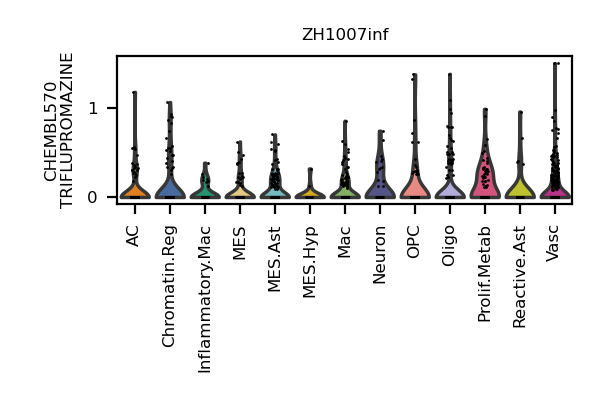 ZH1007inf
CHEMBL570
TRIFLUPROMAZINE
1
0
AC
Chromatin.Reg
Inflammatory.Mac
MES
MES.Ast
MES.Hyp
Mac
Neuron
OPC
Oligo
Prolif.Metab
Reactive.Ast
Vasc